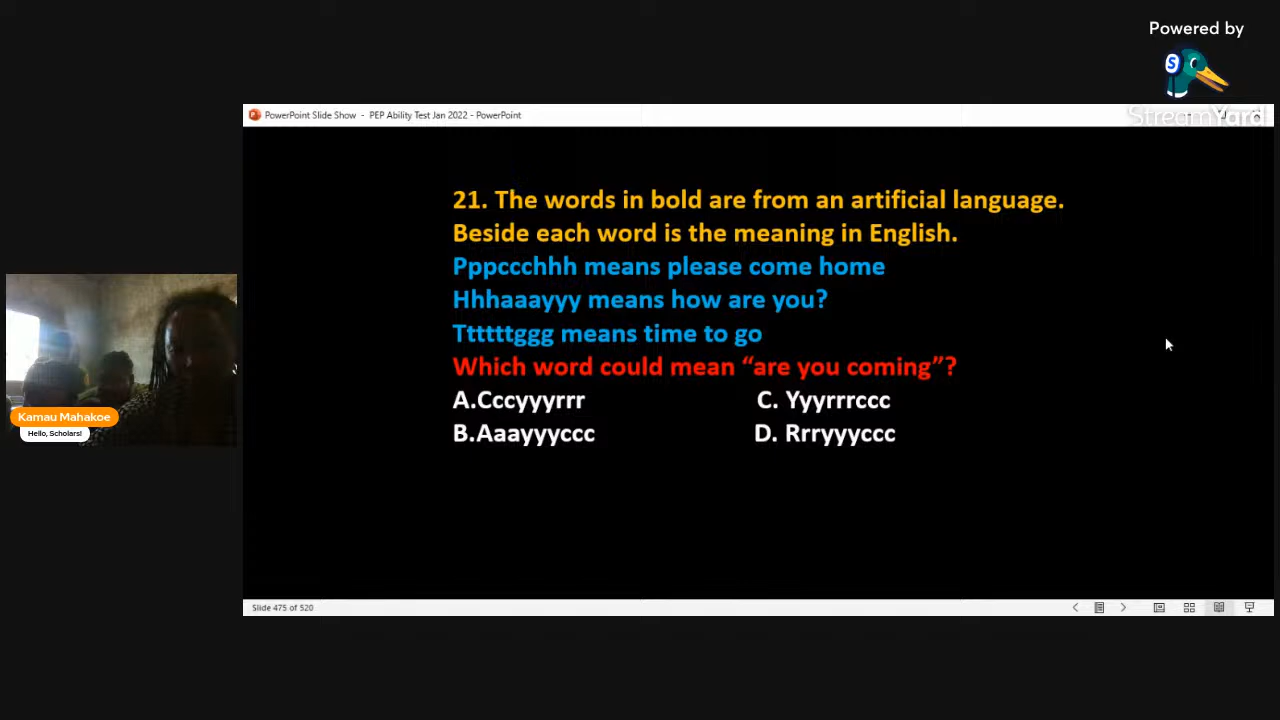 Powered by
StreamYard
PowerPoint Slide Show - PEP Ability Test Jan 2022 - PowerPoint
21. The words in bold are from an artificial language.
Beside each word is the meaning in English.
Pppccchhh means please come home
Hhhaaayyy means how are you?
Ttttttggg means time to go
Which word could mean “are you coming”?
A.Cccyyyrrr C. Yyyrrrccc
B.Aaayyyccc D. Rrryyyccc
Kamau Mahakoe
Hello, Scholars!
Slide 475 of 520